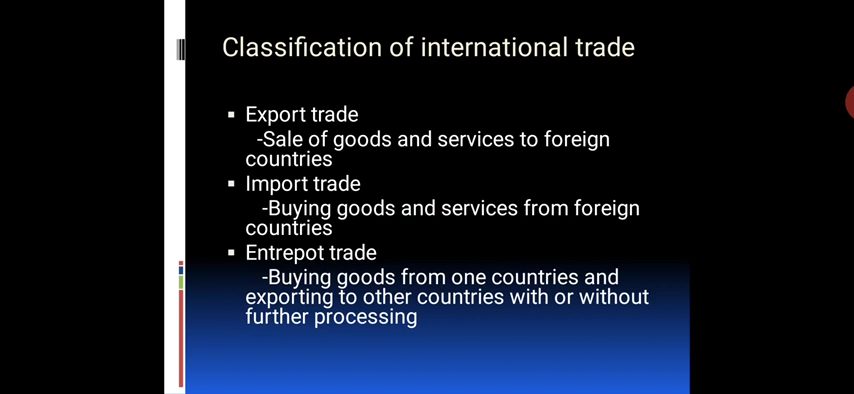 Classification of international trade
▪ Export trade
-Sale of goods and services to foreign
countries
▪ Import trade
-Buying goods and services from foreign
countries
▪ Entrepot trade
-Buying goods from one countries and
exporting to other countries with or without
further processing